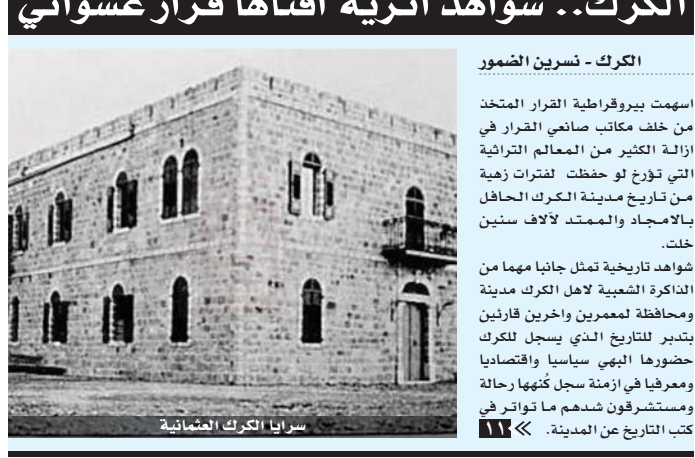 الكرك.. شواهد اثرية افناها قرار عشوائي
الكرك - نسرين الضمور
اسهمت بيروقراطية القرار المتخذ
من خلف مكاتب صانعي القرار في
ازالة الكثير من المعالم التراثية
التي تؤرخ لو حفظت لفترات زهية
من تاريخ مدينة الكرك الحافل
بالامجاد والممتد لآلاف سنين
خلت.
شواهد تاريخية تمثل جانبا مهما من
الذاكرة الشعبية لاهل الكرك مدينة
ومحافظة لمعمرين واخرين قارئين
بتدبر للتاريخ الذي يسجل للكرك
حضورها البهي سياسيا واقتصاديا
ومعرفيا في ازمنة سجل كُنهها رحالة
ومستشرقون شدهم ما تواتر في
كتب التاريخ عن المدينة. >> ١١
سرايا الكرك العثمانية